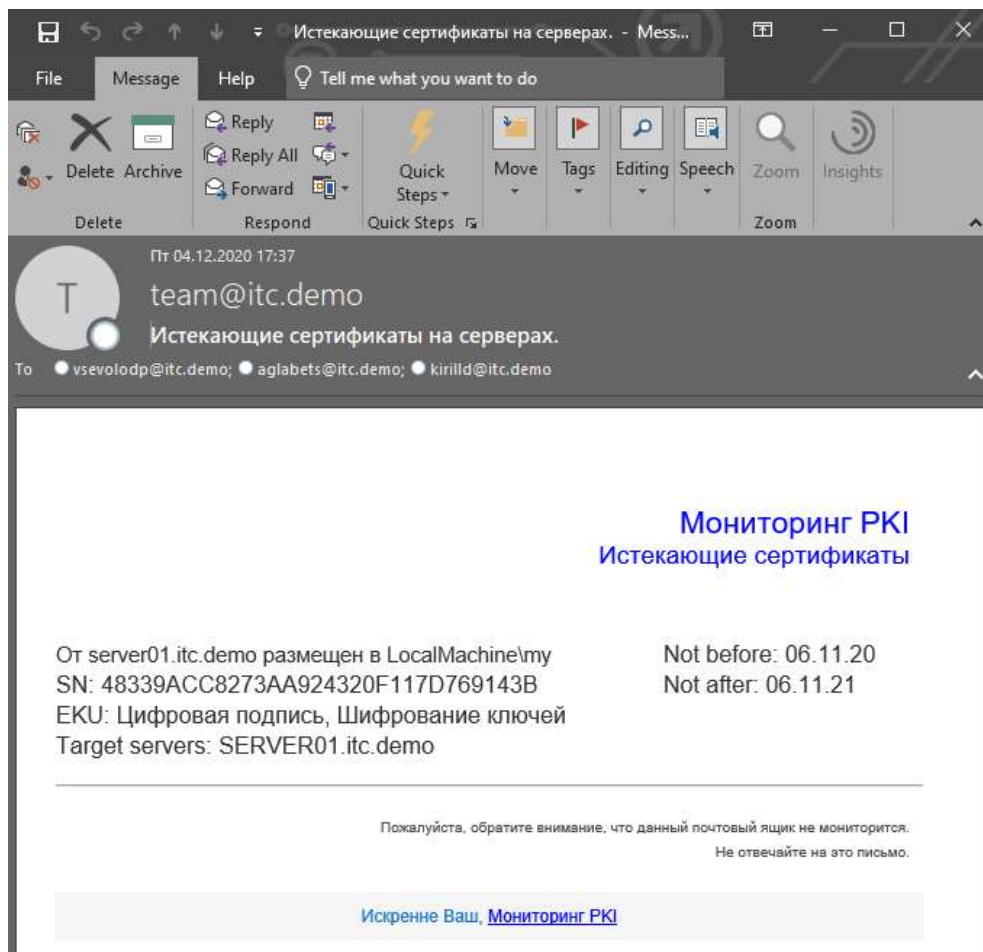 Истекающие сертификаты на серверах. - Mess...
File Message Help Tell me what you want to do
Delete Archive
Reply
Reply All
Forward
Quick Steps
Move Tags Editing Speech Zoom Insights
Delete Respond Quick Steps Zoom
Пт 04.12.2020 17:37
T
team@itc.demo
Истекающие сертификаты на серверах.
To vsevolodp@itc.demo; aglabets@itc.demo; kirilld@itc.demo
Мониторинг PKI
Истекающие сертификаты
От server01.itc.demo размещен в LocalMachine\my Not before: 06.11.20
SN: 48339ACC8273AA924320F117D769143B Not after: 06.11.21
EKU: Цифровая подпись, Шифрование ключей
Target servers: SERVER01.itc.demo
Пожалуйста, обратите внимание, что данный почтовый ящик не мониторится.
Не отвечайте на это письмо.
Искренне Ваш, Мониторинг PKI